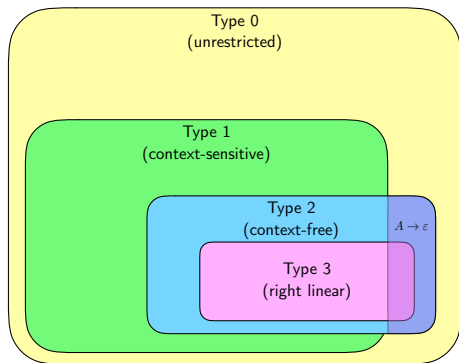 Type 0
(unrestricted)
Type 1
(context-sensitive)
Type 2
(context-free)
A → ε
Type 3
(right linear)